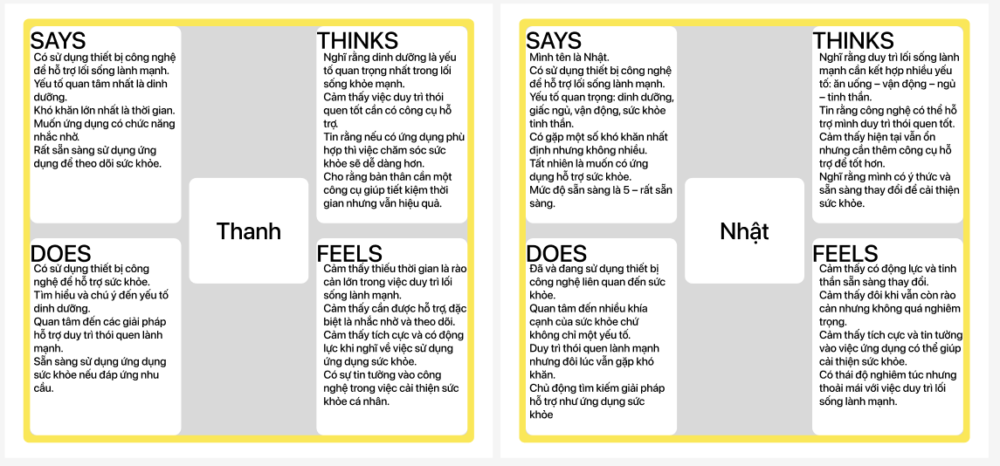 SAYS
Có sử dụng thiết bị công nghệ
để hỗ trợ lối sống lành mạnh.
Yếu tố quan tâm nhất là dinh
dưỡng.
Khó khăn lớn nhất là thời gian.
Muốn ứng dụng có chức năng
nhắc nhở.
Rất sẵn sàng sử dụng ứng
dụng để theo dõi sức khỏe.
THINKS
Nghĩ rằng dinh dưỡng là yếu
tố quan trọng nhất trong lối
sống khỏe mạnh.
Cảm thấy việc duy trì thói
quen tốt cần có công cụ hỗ
trợ.
Tin rằng nếu có ứng dụng phù
hợp thì việc chăm sóc sức
khỏe sẽ dễ dàng hơn.
Cho rằng bản thân cần một
công cụ giúp tiết kiệm thời
gian nhưng vẫn hiệu quả.
Thanh
DOES
Có sử dụng thiết bị công
nghệ để hỗ trợ sức khỏe.
Tìm hiểu và chú ý đến yếu tố
dinh dưỡng.
Quan tâm đến các giải pháp
hỗ trợ duy trì thói quen lành
mạnh.
Sẵn sàng sử dụng ứng dụng
sức khỏe nếu đáp ứng nhu
cầu.
FEELS
Cảm thấy thiếu thời gian là rào
cản lớn trong việc duy trì lối
sống lành mạnh.
Cảm thấy cần được hỗ trợ, đặc
biệt là nhắc nhở và theo dõi.
Cảm thấy tích cực và có động
lực khi nghĩ về việc sử dụng
ứng dụng sức khỏe.
Có sự tin tưởng vào công
nghệ trong việc cải thiện sức
khỏe cá nhân.
SAYS
Mình tên là Nhật.
Có sử dụng thiết bị công nghệ
để hỗ trợ lối sống lành mạnh.
Yếu tố quan trọng: dinh dưỡng,
giấc ngủ, vận động, sức khỏe
tinh thần.
Có gặp một số khó khăn nhất
định nhưng không nhiều.
Tất nhiên là muốn có ứng
dụng hỗ trợ sức khỏe.
Mức độ sẵn sàng là 5 – rất sẵn
sàng.
THINKS
Nghĩ rằng duy trì lối sống lành
mạnh cần kết hợp nhiều yếu
tố: ăn uống – vận động – ngủ
– tinh thần.
Tin rằng công nghệ có thể hỗ
trợ mình duy trì thói quen tốt.
Cảm thấy hiện tại vẫn ổn
nhưng cần thêm công cụ hỗ
trợ để tốt hơn.
Nghĩ rằng mình có ý thức và
sẵn sàng thay đổi để cải thiện
sức khỏe.
Nhật
DOES
Đã và đang sử dụng thiết bị
công nghệ liên quan đến sức
khỏe.
Quan tâm đến nhiều khía
cạnh của sức khỏe chứ
không chỉ một yếu tố.
Duy trì thói quen lành mạnh
nhưng đôi lúc vẫn gặp khó
khăn.
Chủ động tìm kiếm giải pháp
hỗ trợ như ứng dụng sức
khỏe
FEELS
Cảm thấy có động lực và tinh
thần sẵn sàng thay đổi.
Cảm thấy đôi khi vẫn còn rào
cản nhưng không quá nghiêm
trọng.
Cảm thấy tích cực và tin tưởng
vào việc ứng dụng có thể giúp
cải thiện sức khỏe.
Có thái độ nghiêm túc nhưng
thoải mái với việc duy trì lối
sống lành mạnh.